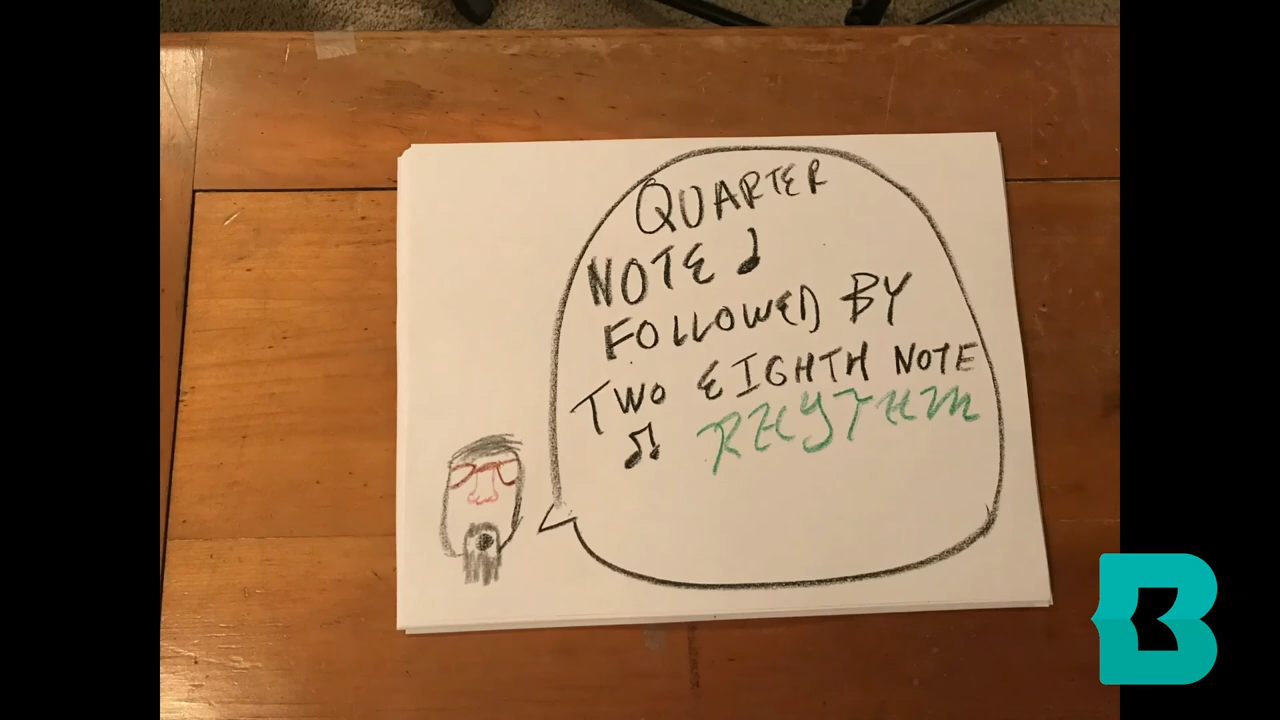 QUARTER
NOTE ♩
FOLLOWED BY
TWO EIGHTH NOTE
♫ RHYTHM
B